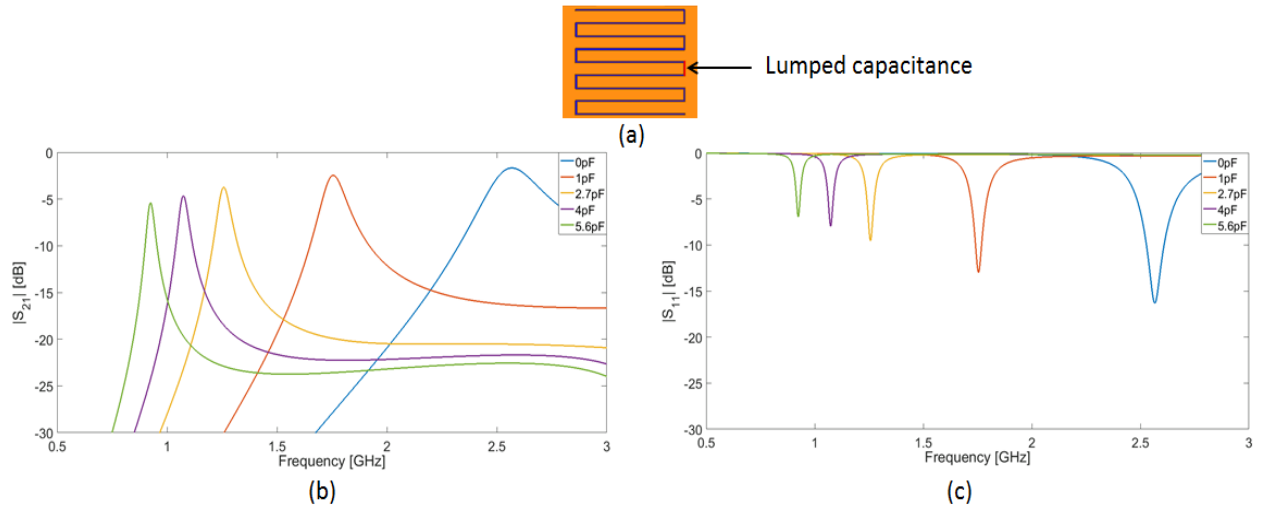 Lumped capacitance
(a)
0
-5
-10
-15
-20
-25
-30
|S21| [dB]
0.5 1 1.5 2 2.5 3
Frequency [GHz]
0pF
1pF
2.7pF
4pF
5.6pF
(b)
0
-5
-10
-15
-20
-25
-30
|S11| [dB]
0.5 1 1.5 2 2.5 3
Frequency [GHz]
0pF
1pF
2.7pF
4pF
5.6pF
(c)